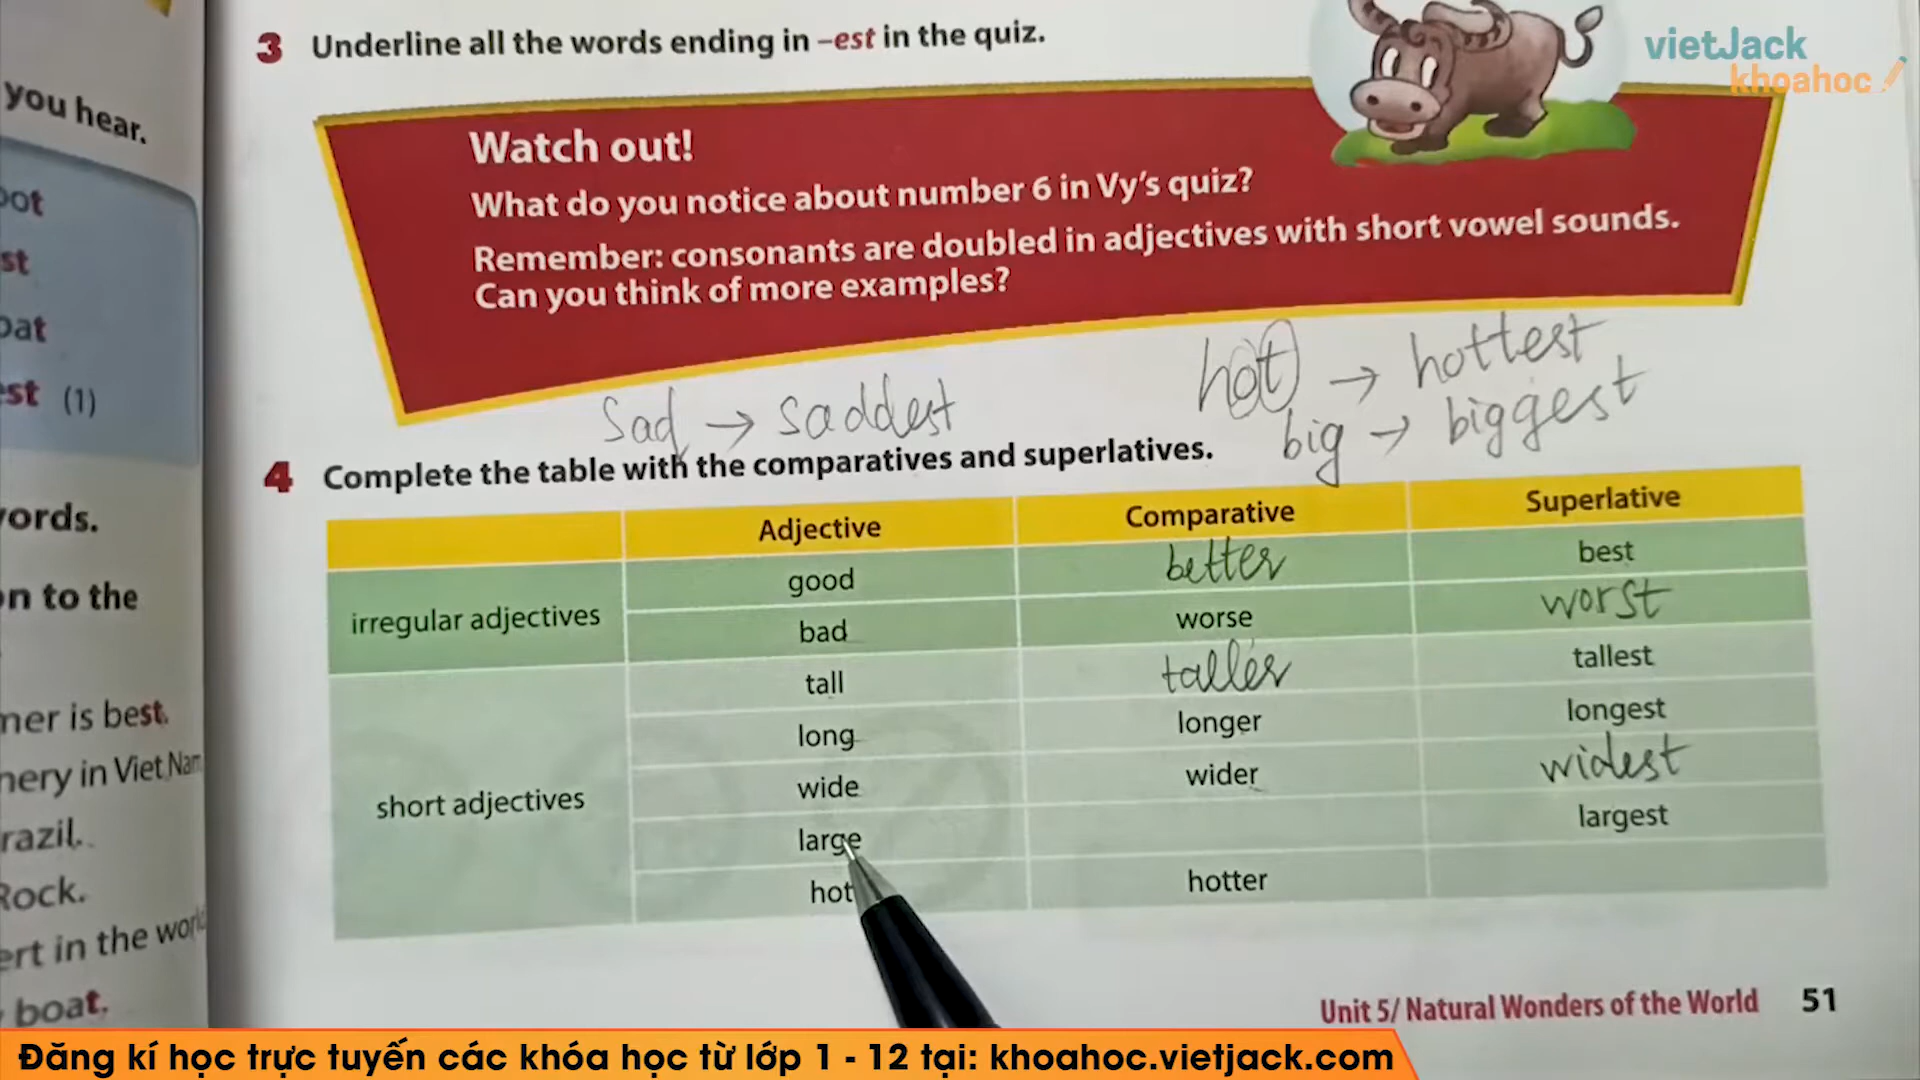 you hear.
st
(1)
ords.
n to the
ner is best.
nery in Viet Nam
razil.
Rock.
ert in the world
boat.
3 Underline all the words ending in –est in the quiz.
vietJack
khoahoc
Watch out!
What do you notice about number 6 in Vy's quiz?
Remember: consonants are doubled in adjectives with short vowel sounds.
Can you think of more examples?
hot → hottest
sad → saddest
big → biggest
4 Complete the table with the comparatives and superlatives.
Adjective Comparative Superlative
irregular adjectives
good better best
bad worse worst
short adjectives
tall taller tallest
long longer longest
wide wider widest
large largest
hot hotter
Unit 5/ Natural Wonders of the World 51
Đăng kí học trực tuyến các khóa học từ lớp 1 - 12 tại: khoahoc.vietjack.com